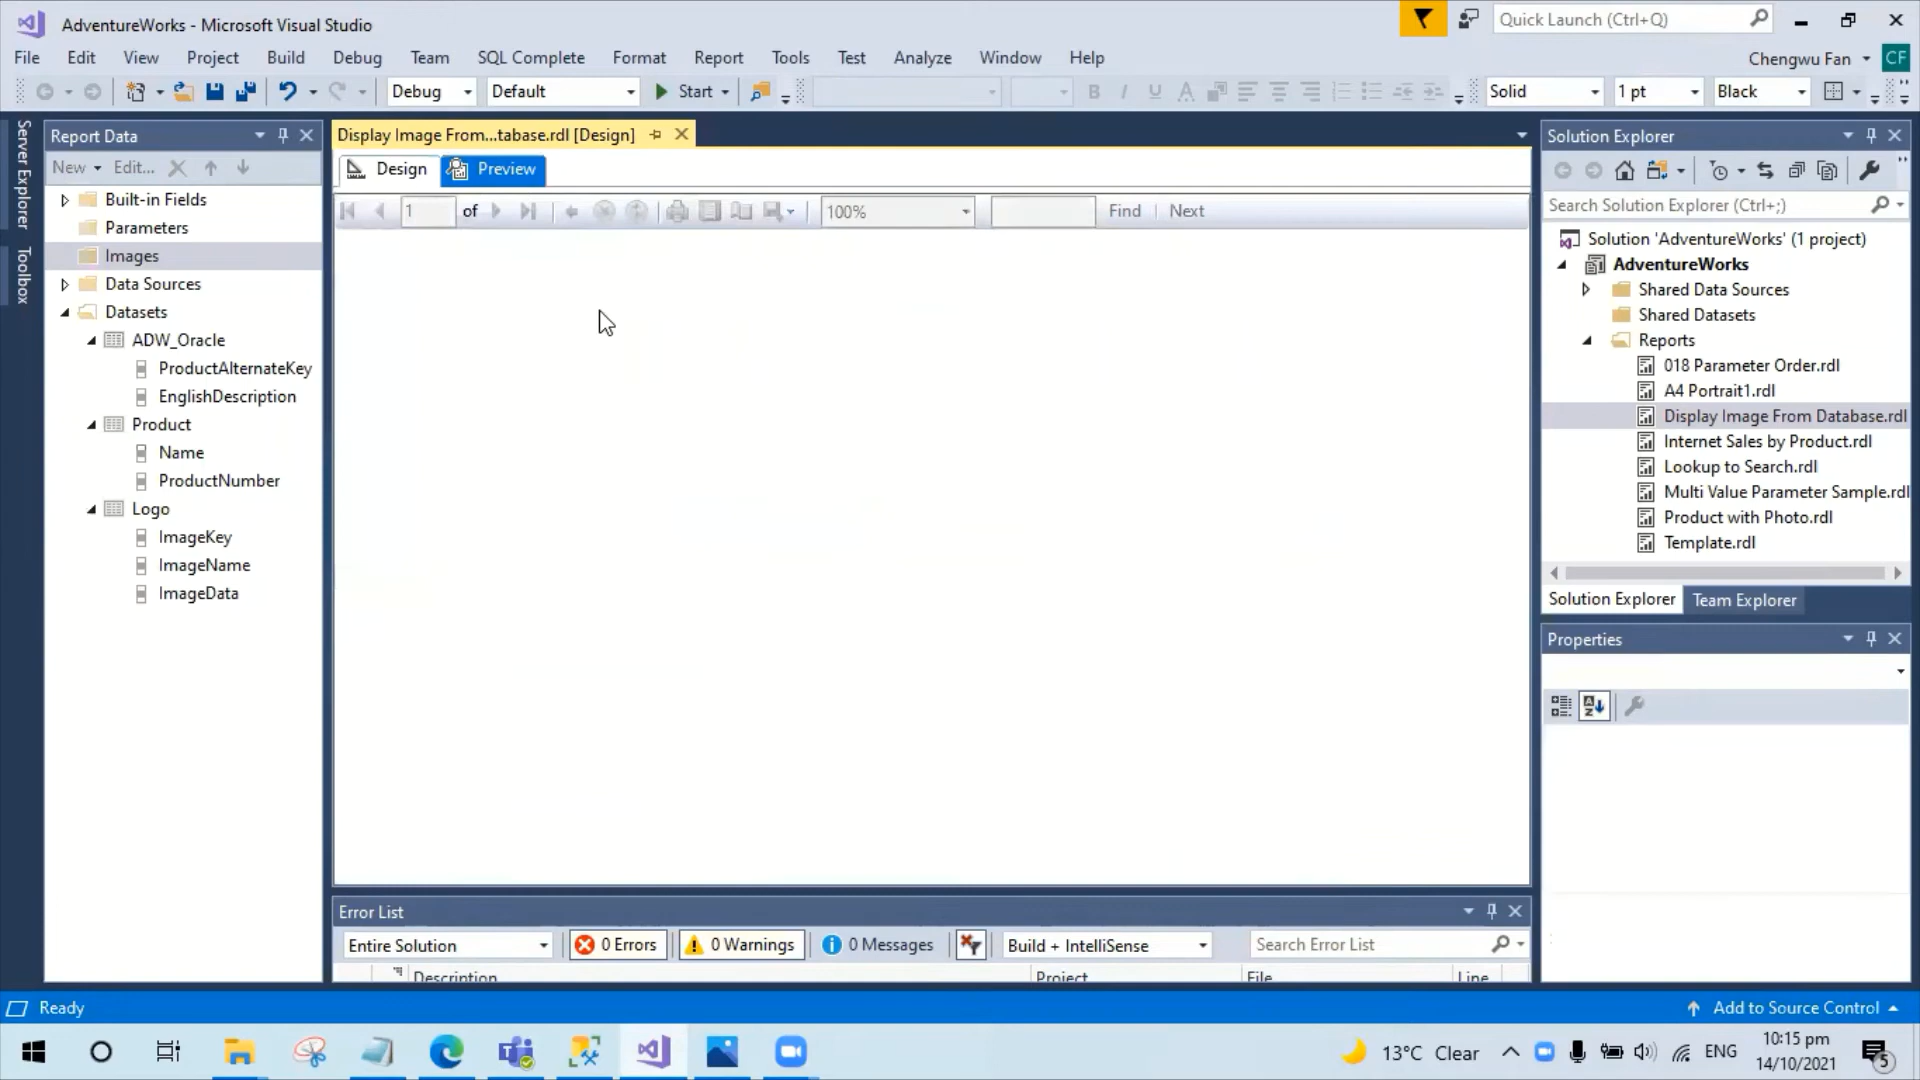 AdventureWorks - Microsoft Visual Studio
Quick Launch (Ctrl+Q)
File Edit View Project Build Debug Team SQL Complete Format Report Tools Test Analyze Window Help
Chengwu Fan CF
Debug Default Start B I U A Solid 1 pt Black
Server Explorer
Toolbox
Report Data
New Edit...
Built-in Fields
Parameters
Images
Data Sources
Datasets
ADW_Oracle
ProductAlternateKey
EnglishDescription
Product
Name
ProductNumber
Logo
ImageKey
ImageName
ImageData
Display Image From...tabase.rdl [Design]
Design Preview
1 of 100% Find | Next
Error List
Entire Solution 0 Errors 0 Warnings 0 Messages Build + IntelliSense Search Error List
Description Project File Line
Solution Explorer
Search Solution Explorer (Ctrl+;)
Solution 'AdventureWorks' (1 project)
AdventureWorks
Shared Data Sources
Shared Datasets
Reports
018 Parameter Order.rdl
A4 Portrait1.rdl
Display Image From Database.rdl
Internet Sales by Product.rdl
Lookup to Search.rdl
Multi Value Parameter Sample.rdl
Product with Photo.rdl
Template.rdl
Solution Explorer Team Explorer
Properties
Ready
Add to Source Control
13°C Clear ENG
10:15 pm
14/10/2021
5